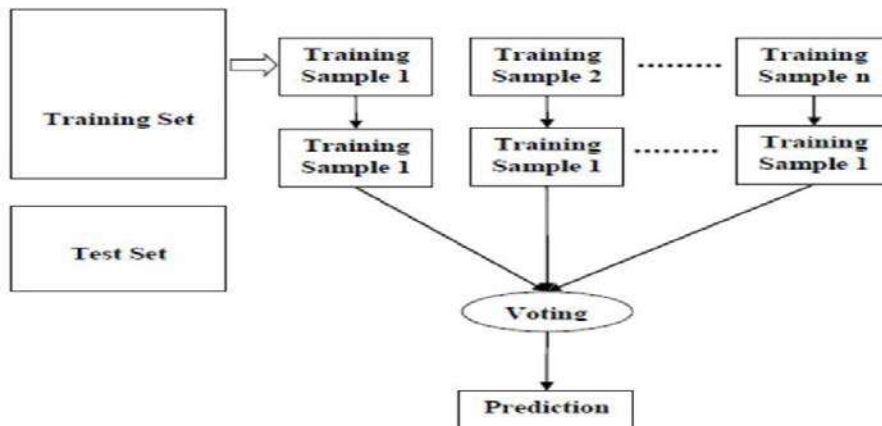 Training Set
Test Set
Training
Sample 1
Training
Sample 2
Training
Sample n
Training
Sample 1
Training
Sample 1
Training
Sample 1
Voting
Prediction